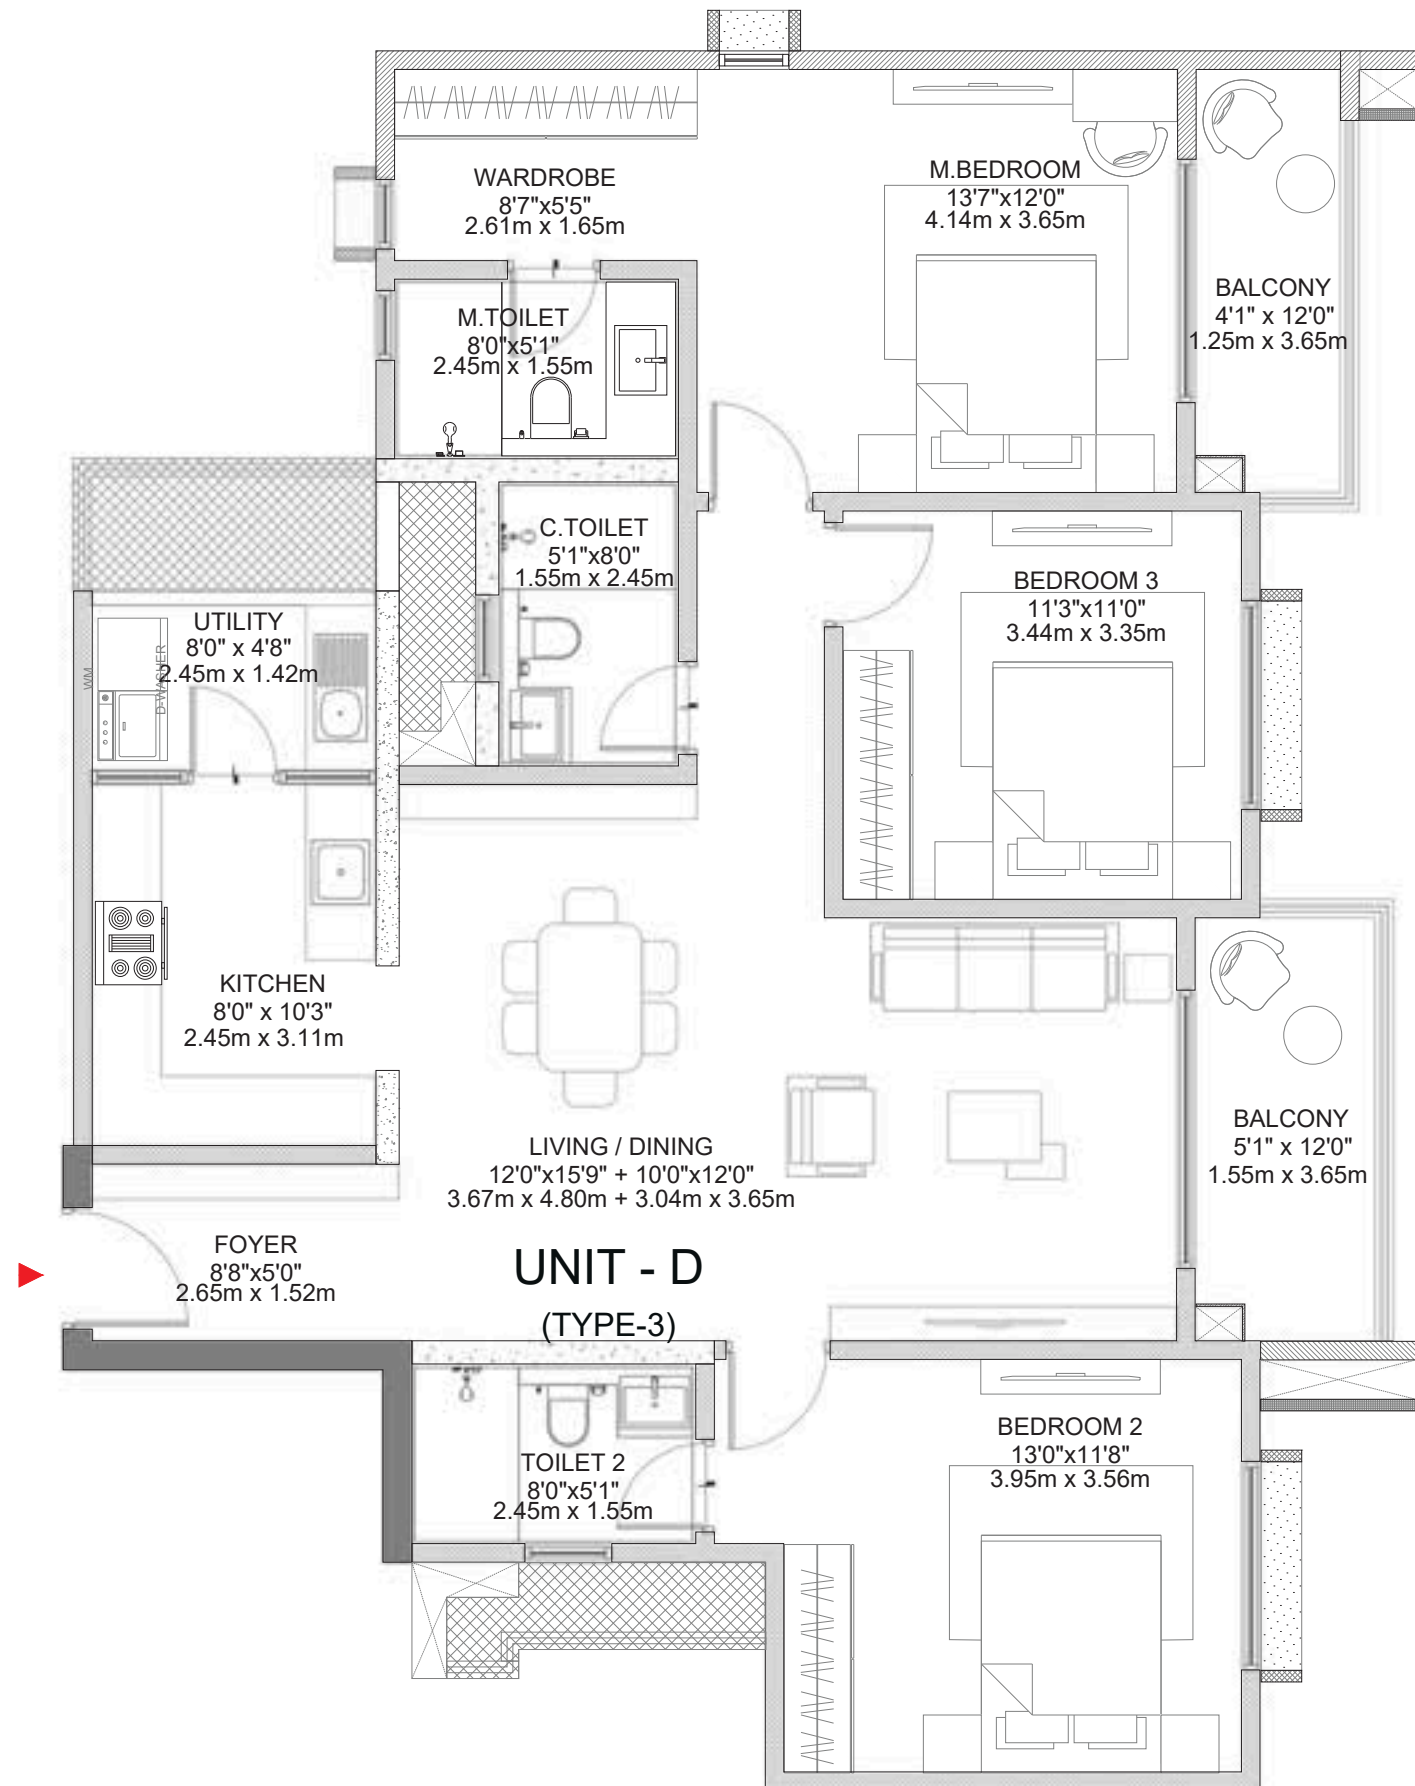 WARDROBE
8'7"x5'5"
2.61m x 1.65m
M.BEDROOM
13'7"x12'0"
4.14m x 3.65m
BALCONY
4'1" x 12'0"
1.25m x 3.65m
M.TOILET
8'0"x5'1"
2.45m x 1.55m
C.TOILET
5'1"x8'0"
1.55m x 2.45m
BEDROOM 3
11'3"x11'0"
3.44m x 3.35m
UTILITY
8'0" x 4'8"
2.45m x 1.42m
WM
D-WASHER
KITCHEN
8'0" x 10'3"
2.45m x 3.11m
LIVING / DINING
12'0"x15'9" + 10'0"x12'0"
3.67m x 4.80m + 3.04m x 3.65m
BALCONY
5'1" x 12'0"
1.55m x 3.65m
FOYER
8'8"x5'0"
2.65m x 1.52m
UNIT - D
(TYPE-3)
TOILET 2
8'0"x5'1"
2.45m x 1.55m
BEDROOM 2
13'0"x11'8"
3.95m x 3.56m